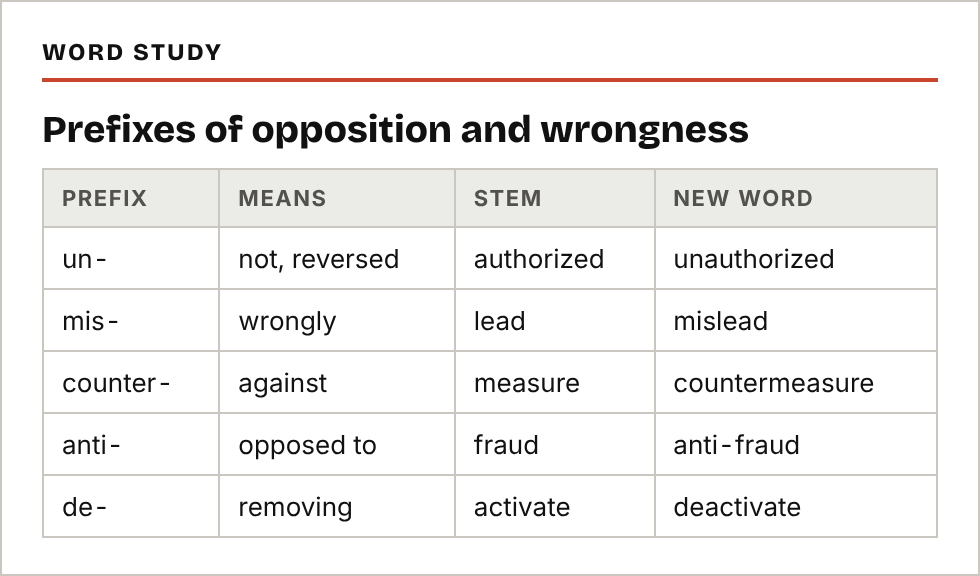 WORD STUDY
Prefixes of opposition and wrongness
PREFIX MEANS STEM NEW WORD
un- not, reversed authorized unauthorized
mis- wrongly lead mislead
counter- against measure countermeasure
anti- opposed to fraud anti-fraud
de- removing activate deactivate